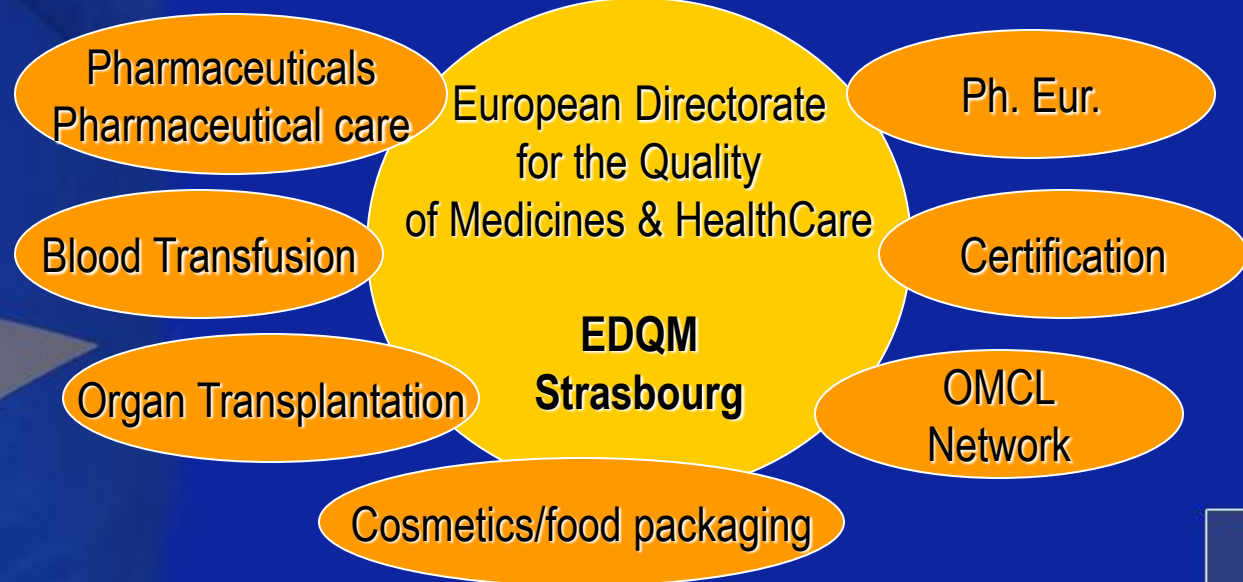 Pharmaceuticals
Pharmaceutical care
European Directorate
for the Quality
of Medicines & HealthCare
EDQM
Strasbourg
Ph. Eur.
Blood Transfusion
Certification
Organ Transplantation
OMCL
Network
Cosmetics/food packaging